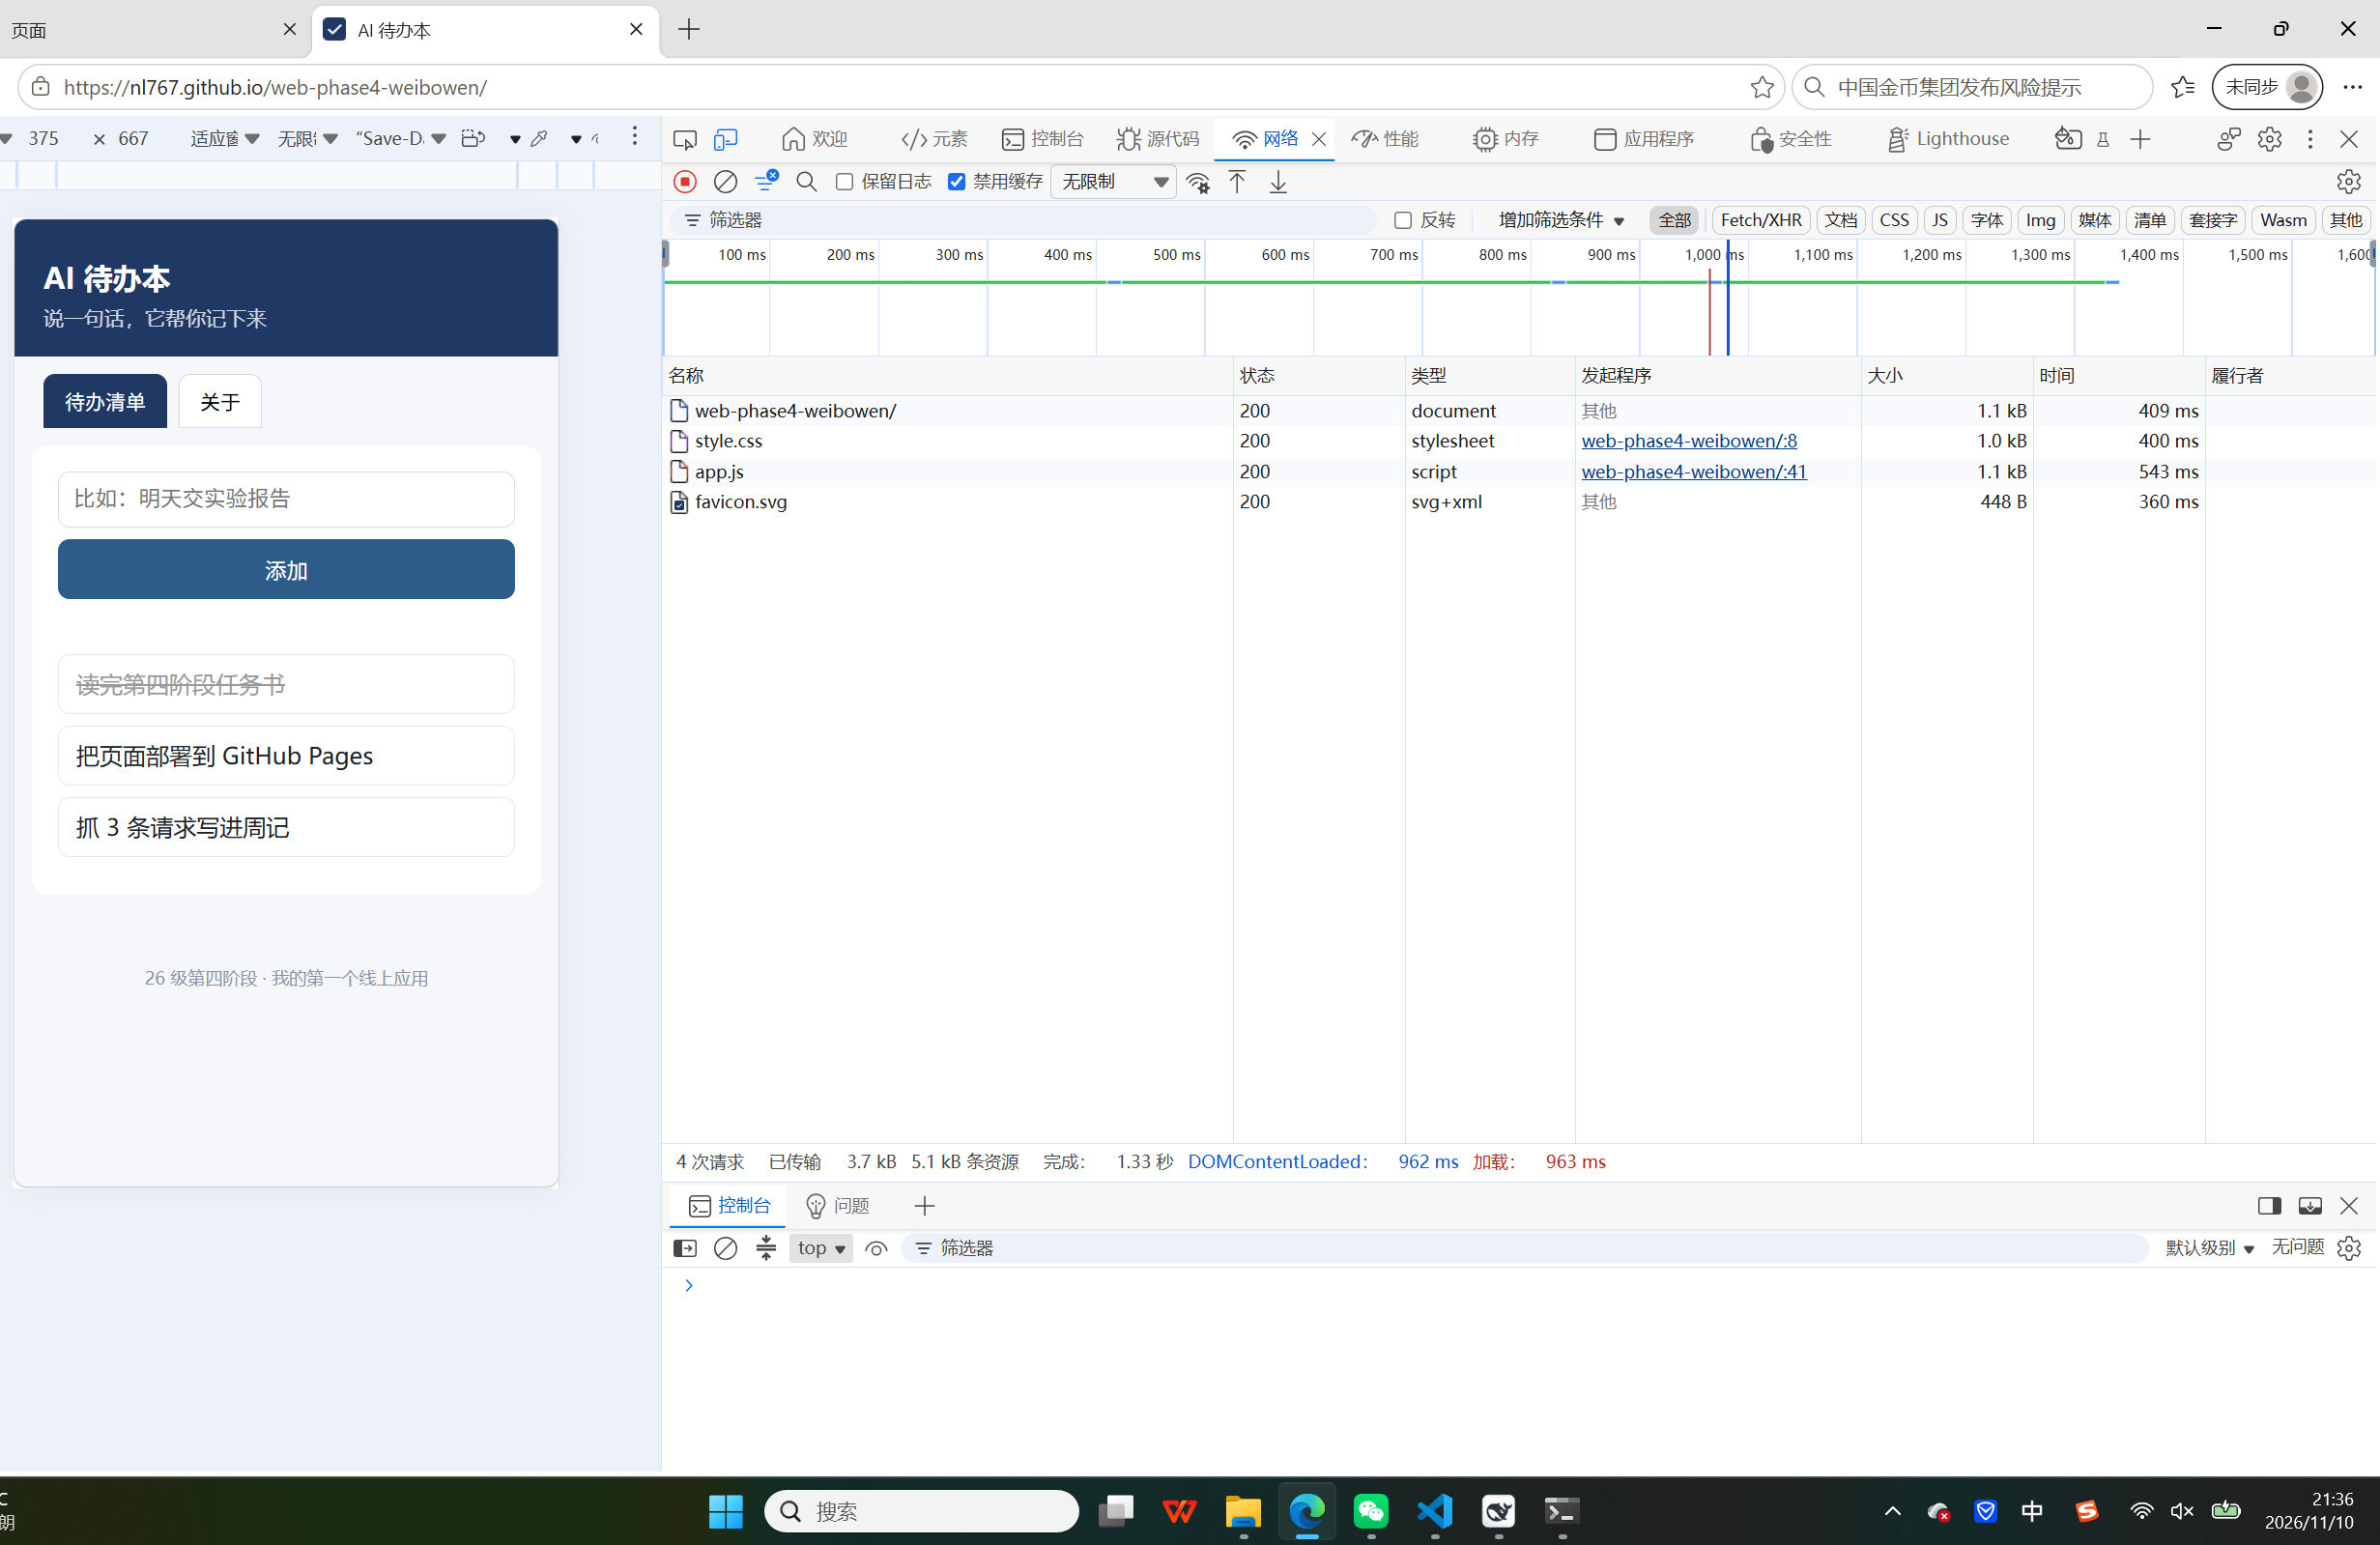 页面
AI 待办本
https://nl767.github.io/web-phase4-weibowen/
中国金币集团发布风险提示
未同步
375 × 667 适应窗 无限 "Save-D
欢迎 元素 控制台 源代码 网络 性能 内存 应用程序 安全性 Lighthouse
保留日志 禁用缓存 无限制
筛选器 反转 增加筛选条件 全部 Fetch/XHR 文档 CSS JS 字体 Img 媒体 清单 套接字 Wasm 其他
100 ms 200 ms 300 ms 400 ms 500 ms 600 ms 700 ms 800 ms 900 ms 1,000 ms 1,100 ms 1,200 ms 1,300 ms 1,400 ms 1,500 ms 1,600
名称 状态 类型 发起程序 大小 时间 履行者
web-phase4-weibowen/ 200 document 其他 1.1 kB 409 ms
style.css 200 stylesheet web-phase4-weibowen/:8 1.0 kB 400 ms
app.js 200 script web-phase4-weibowen/:41 1.1 kB 543 ms
favicon.svg 200 svg+xml 其他 448 B 360 ms
AI 待办本
说一句话，它帮你记下来
待办清单 关于
比如：明天交实验报告
添加
读完第四阶段任务书
把页面部署到 GitHub Pages
抓 3 条请求写进周记
26 级第四阶段 · 我的第一个线上应用
4 次请求 已传输 3.7 kB 5.1 kB 条资源 完成： 1.33 秒 DOMContentLoaded： 962 ms 加载： 963 ms
控制台 问题
top 筛选器 默认级别 无问题
C
朗
搜索
中
21:36
2026/11/10